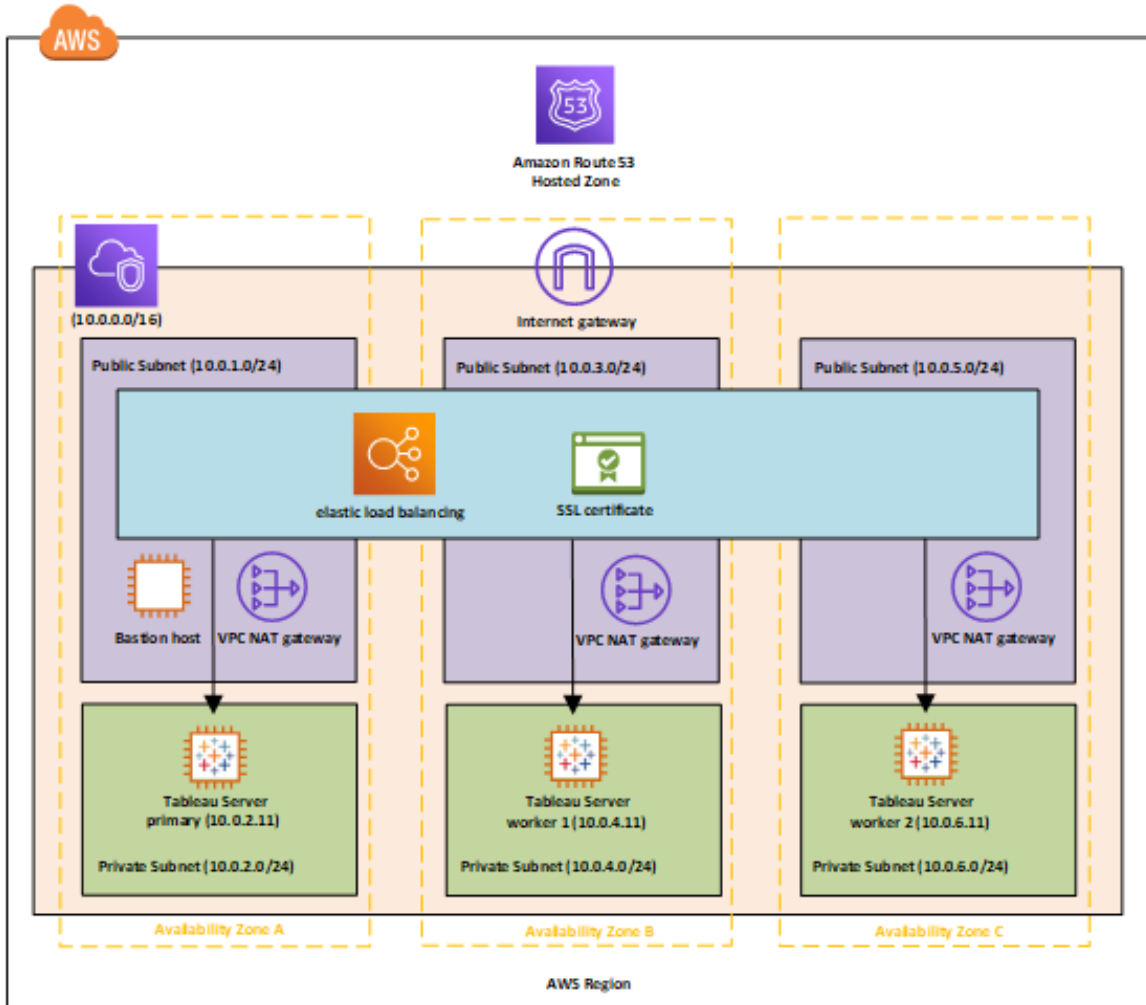 AWS
53
Amazon Route 53
Hosted Zone
(10.0.0.0/16)
Internet gateway
Public Subnet (10.0.1.0/24)
Public Subnet (10.0.3.0/24)
Public Subnet (10.0.5.0/24)
elastic load balancing
SSL certificate
Bastion host
VPC NAT gateway
VPC NAT gateway
VPC NAT gateway
Tableau Server
primary (10.0.2.11)
Tableau Server
worker 1 (10.0.4.11)
Tableau Server
worker 2 (10.0.6.11)
Private Subnet (10.0.2.0/24)
Private Subnet (10.0.4.0/24)
Private Subnet (10.0.6.0/24)
Availability Zone A
Availability Zone B
Availability Zone C
AWS Region